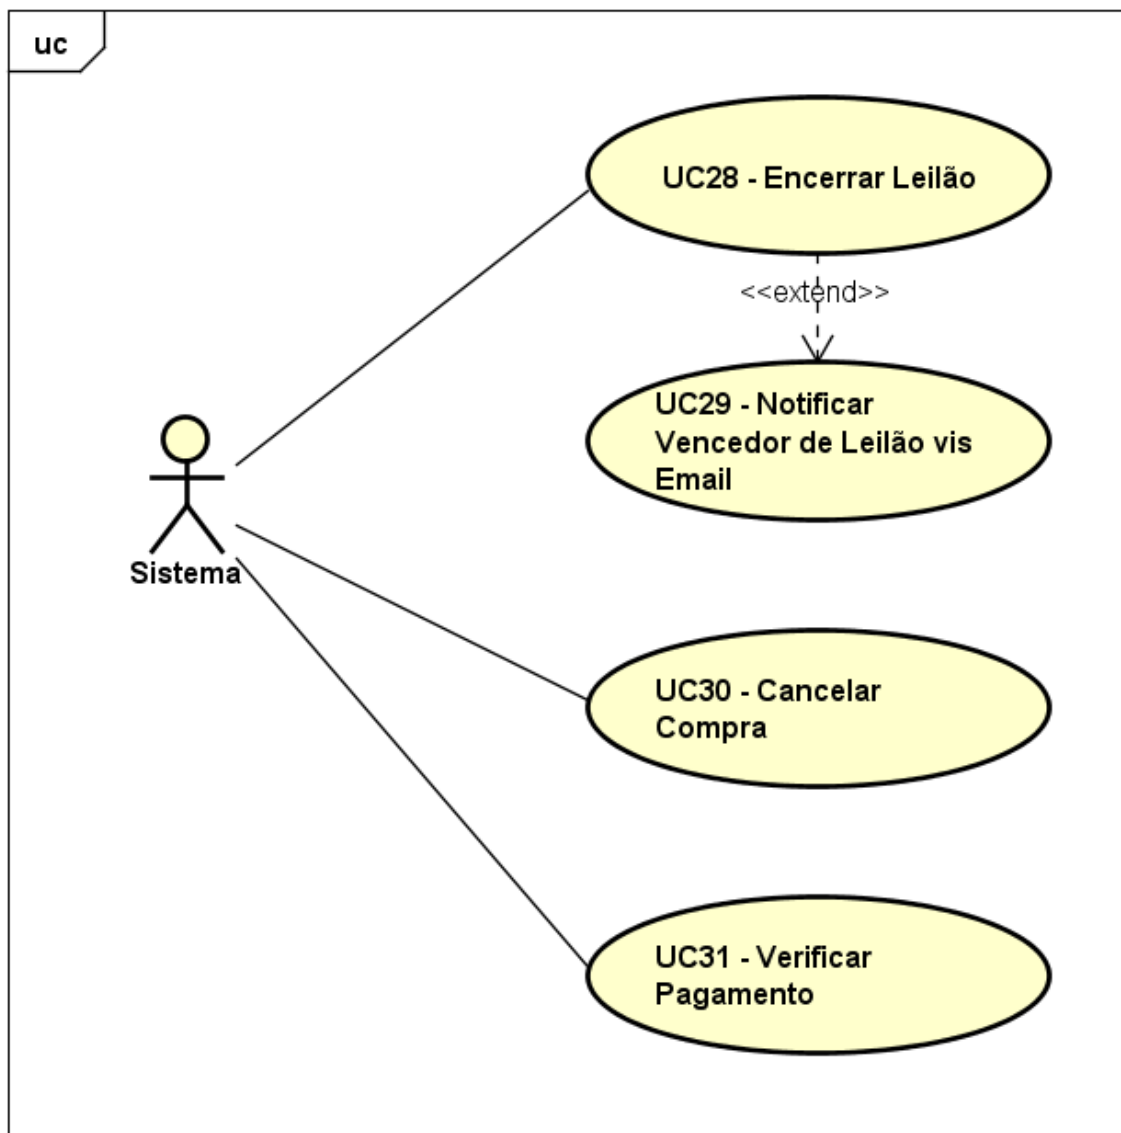 uc
UC28 - Encerrar Leilão
<<extend>>
UC29 - Notificar
Vencedor de Leilão vis
Email
Sistema
UC30 - Cancelar
Compra
UC31 - Verificar
Pagamento